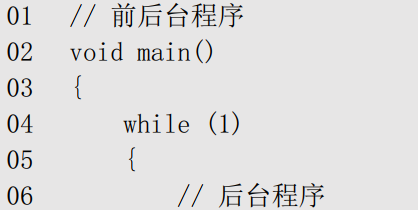 01 // 前后台程序
02 void main()
03 {
04 while (1)
05 {
06 // 后台程序